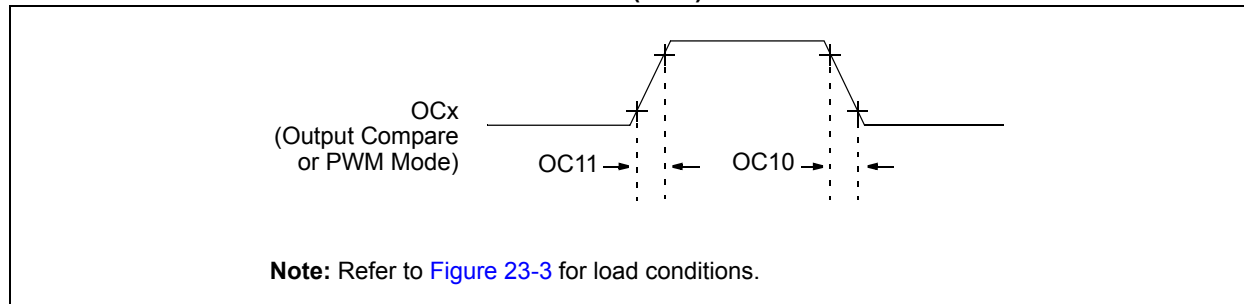 OCx
(Output Compare
or PWM Mode)
OC11
OC10
Note: Refer to Figure 23-3 for load conditions.